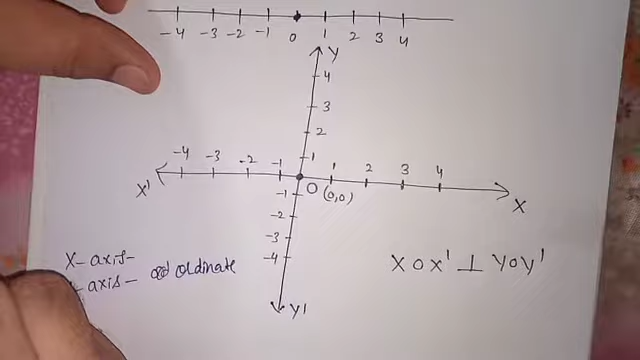 -4 -3 -2 -1 0 1 2 3 4
Y
4
3
2
1
-4 -3 -2 -1 1 2 3 4
X' O (0,0) X
-1
-2
-3
-4
X- axis-
- axis - ordinate
XOX' ⊥ YOY'
Y'